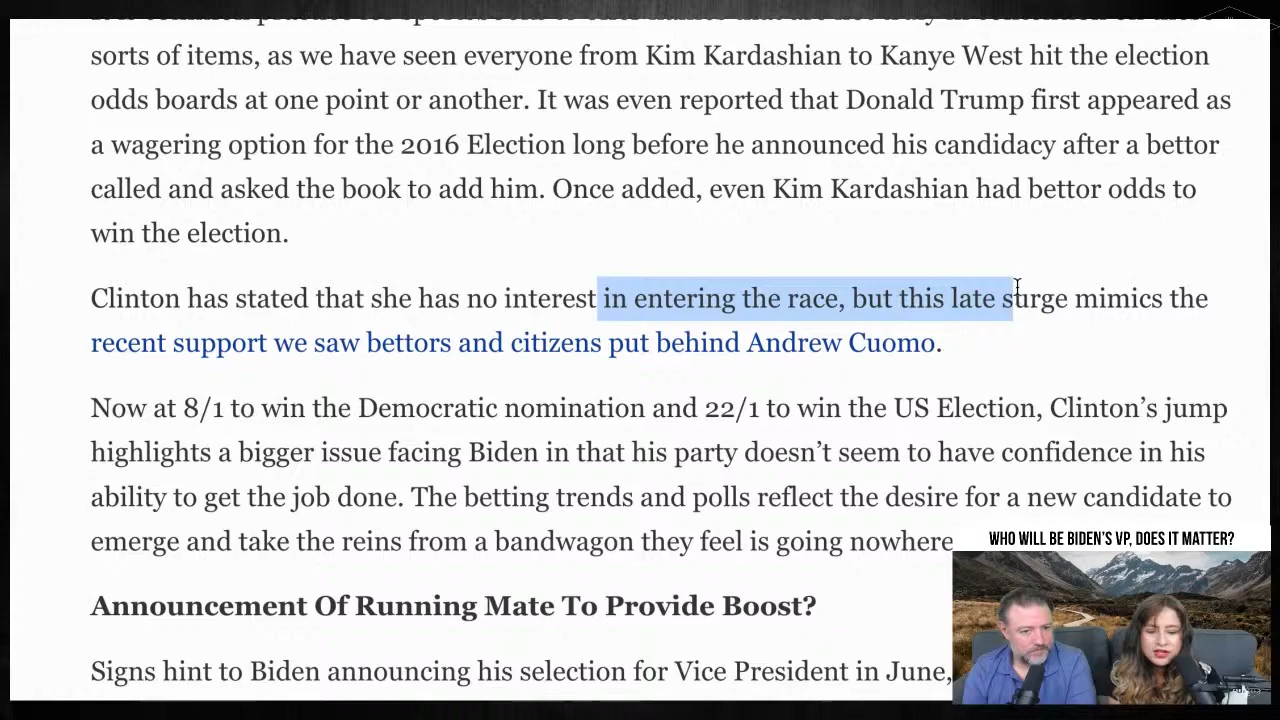 sorts of items, as we have seen everyone from Kim Kardashian to Kanye West hit the election
odds boards at one point or another. It was even reported that Donald Trump first appeared as
a wagering option for the 2016 Election long before he announced his candidacy after a bettor
called and asked the book to add him. Once added, even Kim Kardashian had bettor odds to
win the election.
Clinton has stated that she has no interest in entering the race, but this late surge mimics the
recent support we saw bettors and citizens put behind Andrew Cuomo.
Now at 8/1 to win the Democratic nomination and 22/1 to win the US Election, Clinton’s jump
highlights a bigger issue facing Biden in that his party doesn’t seem to have confidence in his
ability to get the job done. The betting trends and polls reflect the desire for a new candidate to
emerge and take the reins from a bandwagon they feel is going nowhere
Announcement Of Running Mate To Provide Boost?
Signs hint to Biden announcing his selection for Vice President in June,
WHO WILL BE BIDEN'S VP, DOES IT MATTER?